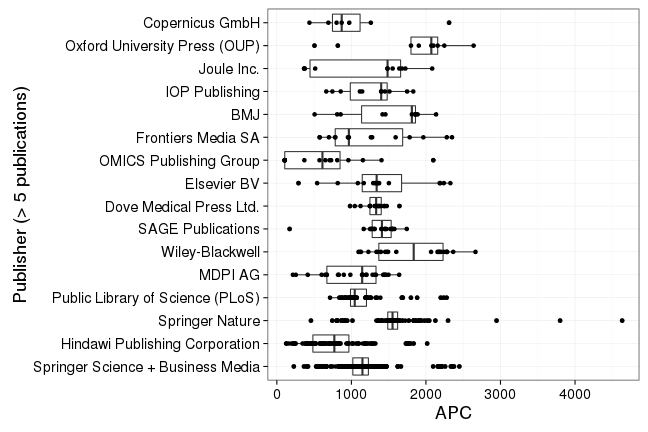 Publisher (> 5 publications)
Copernicus GmbH
Oxford University Press (OUP)
Joule Inc.
IOP Publishing
BMJ
Frontiers Media SA
OMICS Publishing Group
Elsevier BV
Dove Medical Press Ltd.
SAGE Publications
Wiley-Blackwell
MDPI AG
Public Library of Science (PLoS)
Springer Nature
Hindawi Publishing Corporation
Springer Science + Business Media
0 1000 2000 3000 4000
APC